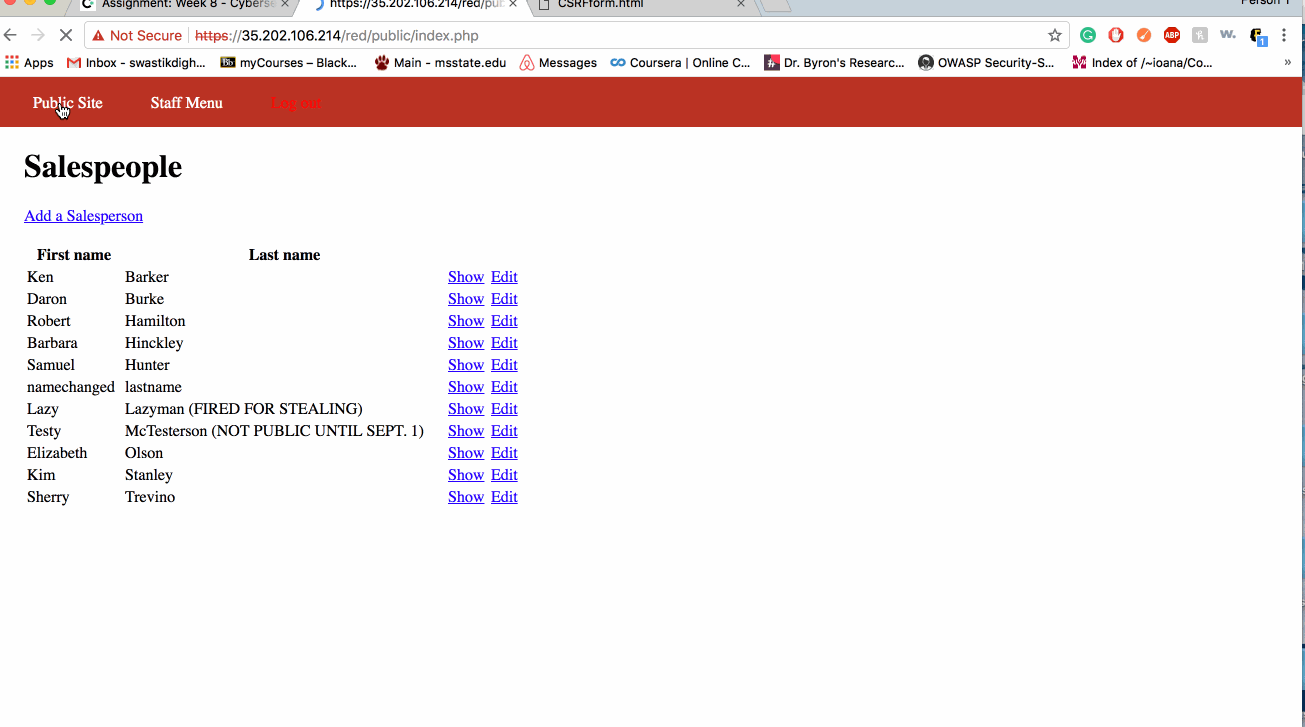 Assignment: Week 8 - Cyberse https://35.202.106.214/red/pub CSRFform.html Person 1
Not Secure https://35.202.106.214/red/public/index.php
Apps Inbox - swastikdigh... Bb myCourses – Black... Main - msstate.edu Messages Coursera | Online C... Dr. Byron's Researc... OWASP Security-S... Index of /~ioana/Co... »
Public Site Staff Menu Log out
Salespeople
Add a Salesperson
First name Last name
Ken Barker Show Edit
Daron Burke Show Edit
Robert Hamilton Show Edit
Barbara Hinckley Show Edit
Samuel Hunter Show Edit
namechanged lastname Show Edit
Lazy Lazyman (FIRED FOR STEALING) Show Edit
Testy McTesterson (NOT PUBLIC UNTIL SEPT. 1) Show Edit
Elizabeth Olson Show Edit
Kim Stanley Show Edit
Sherry Trevino Show Edit